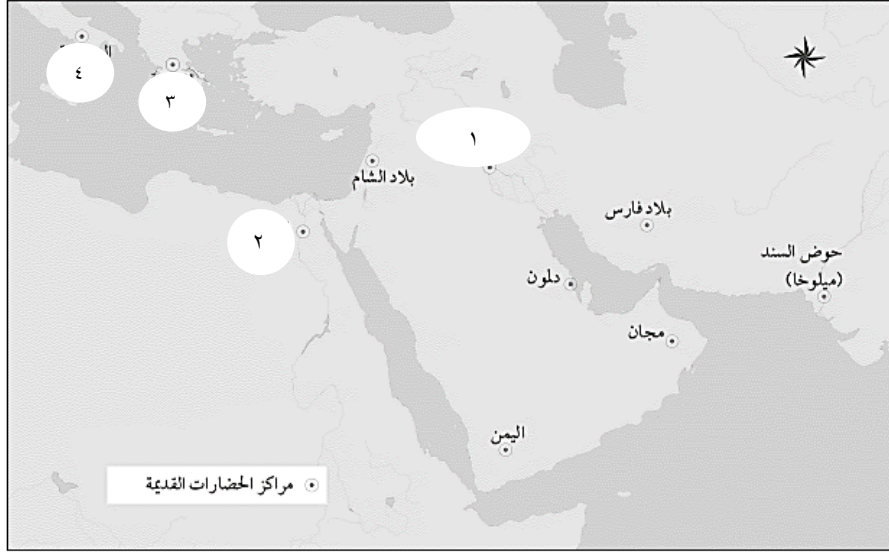 ٤
٣
١
بلاد الشام
٢
بلاد فارس
حوض السند
(ميلوخا)
دلمون
مجان
اليمن
مراكز الحضارات القديمة